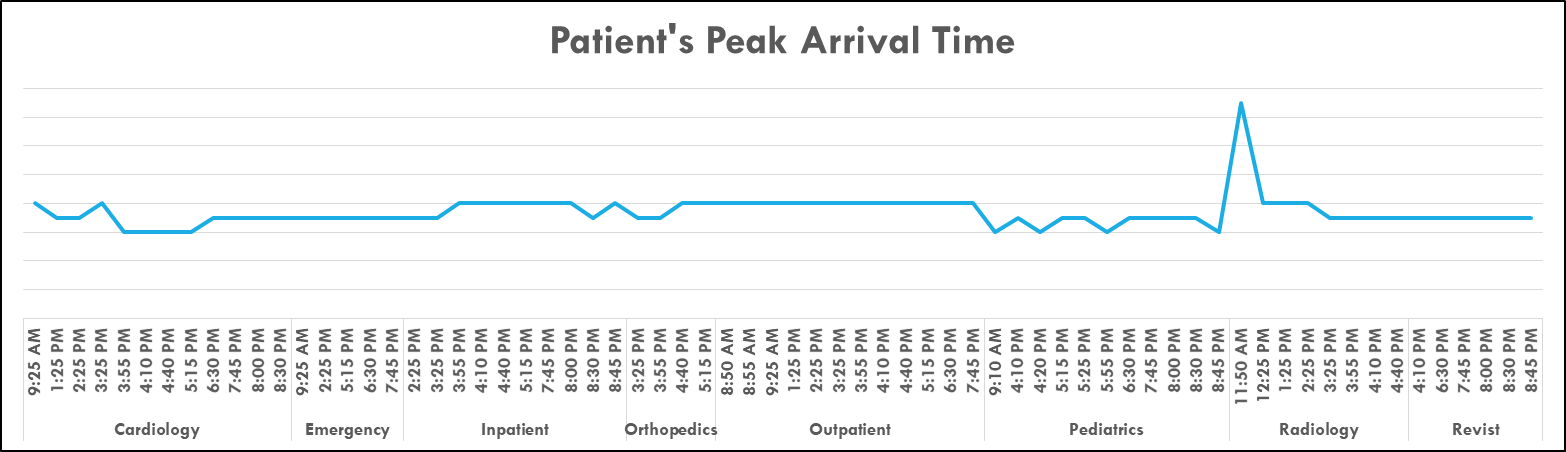 Patient's Peak Arrival Time
9:25 AM
1:25 PM
2:25 PM
3:25 PM
3:55 PM
4:10 PM
4:40 PM
5:15 PM
6:30 PM
7:45 PM
8:00 PM
8:30 PM
9:25 AM
2:25 PM
5:15 PM
6:30 PM
7:45 PM
2:25 PM
3:25 PM
3:55 PM
4:10 PM
4:40 PM
5:15 PM
7:45 PM
8:00 PM
8:30 PM
8:45 PM
3:25 PM
3:55 PM
4:40 PM
5:15 PM
8:50 AM
8:55 AM
9:25 AM
1:25 PM
2:25 PM
3:25 PM
3:55 PM
4:10 PM
4:40 PM
5:15 PM
6:30 PM
7:45 PM
9:10 AM
4:10 PM
4:20 PM
5:15 PM
5:25 PM
5:55 PM
6:30 PM
7:45 PM
8:00 PM
8:30 PM
8:45 PM
11:50 AM
12:25 PM
1:25 PM
2:25 PM
3:25 PM
3:55 PM
4:10 PM
4:40 PM
4:10 PM
6:30 PM
7:45 PM
8:00 PM
8:30 PM
8:45 PM
Cardiology
Emergency
Inpatient
Orthopedics
Outpatient
Pediatrics
Radiology
Revist